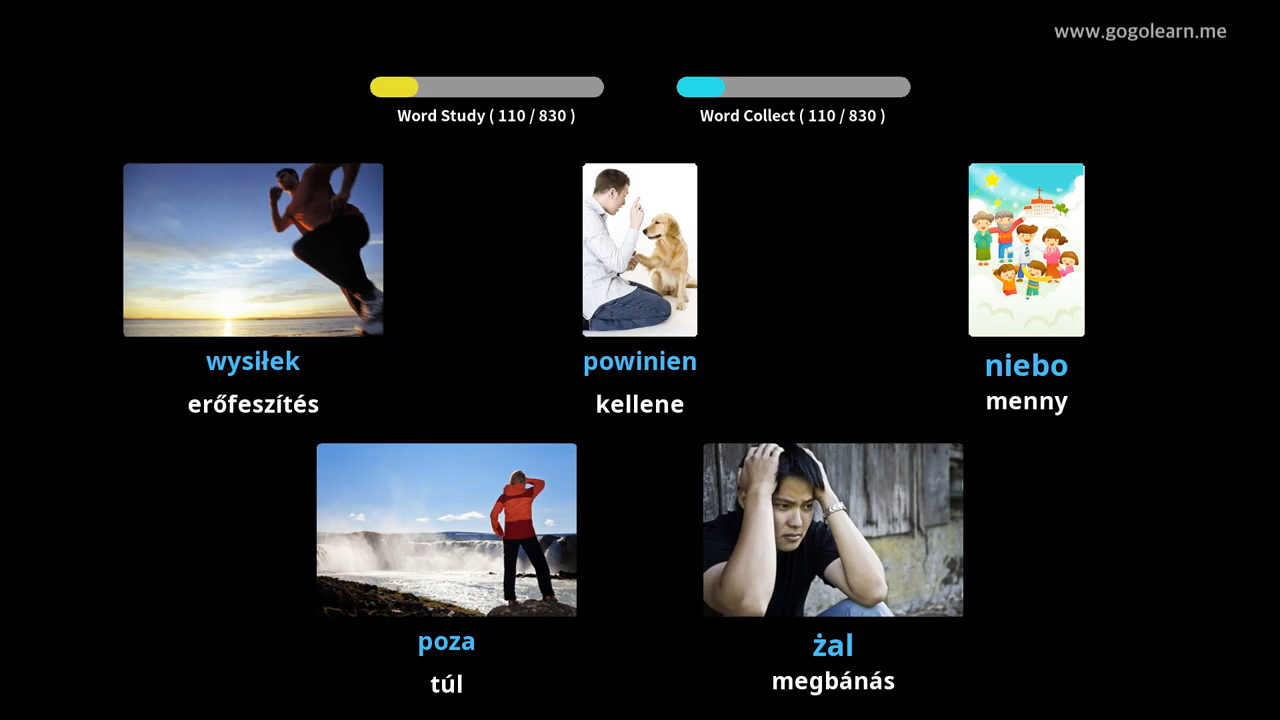 www.gogolearn.me
Word Study ( 110 / 830 )
Word Collect ( 110 / 830 )
wysiłek
powinien
niebo
erőfeszítés
kellene
menny
poza
żal
túl
megbánás